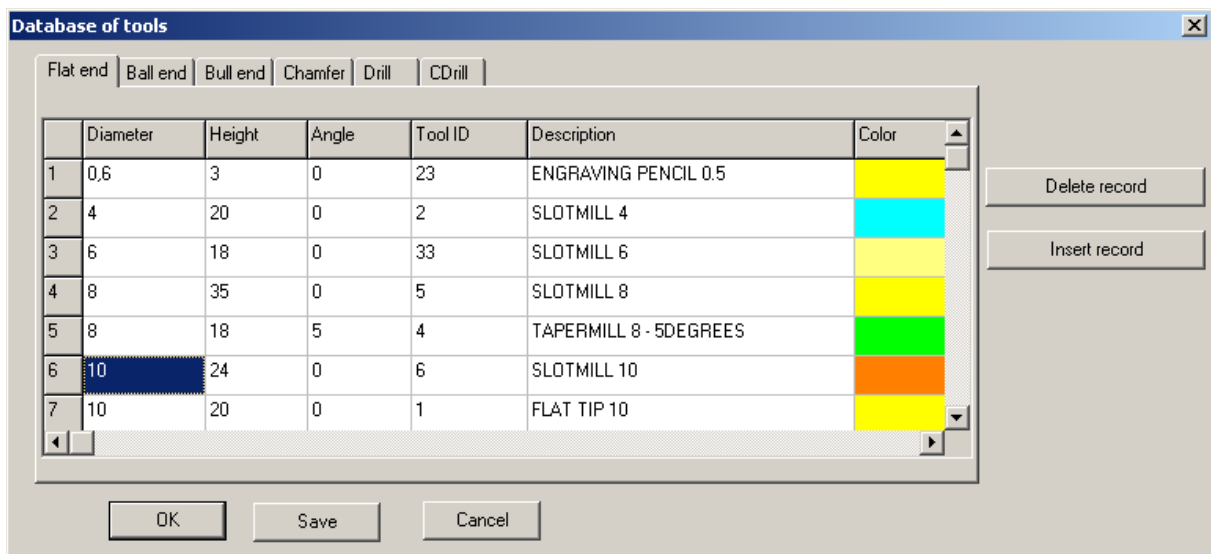 Database of tools
Flat end Ball end Bull end Chamfer Drill CDrill
Diameter Height Angle Tool ID Description Color
1 0,6 3 0 23 ENGRAVING PENCIL 0.5
Delete record
2 4 20 0 2 SLOTMILL 4
3 6 18 0 33 SLOTMILL 6
Insert record
4 8 35 0 5 SLOTMILL 8
5 8 18 5 4 TAPERMILL 8 - 5DEGREES
6 10 24 0 6 SLOTMILL 10
7 10 20 0 1 FLAT TIP 10
OK Save Cancel